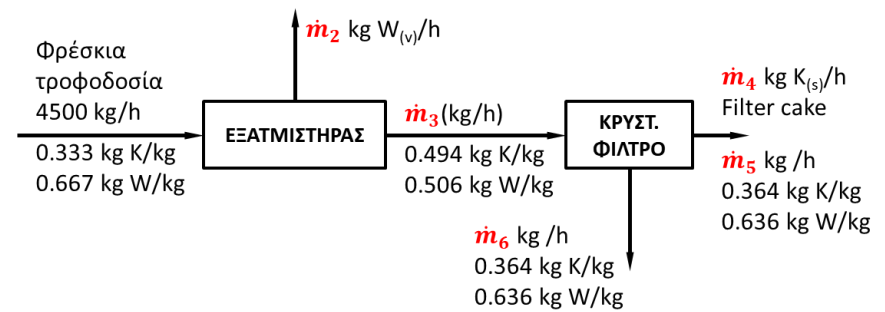 Φρέσκια
τροφοδοσία
4500 kg/h
0.333 kg K/kg
0.667 kg W/kg
ΕΞΑΤΜΙΣΤΗΡΑΣ
ṁ₂ kg W(v)/h
ṁ₃(kg/h)
0.494 kg K/kg
0.506 kg W/kg
ΚΡΥΣΤ.
ΦΙΛΤΡΟ
ṁ₄ kg K(s)/h
Filter cake
ṁ₅ kg /h
0.364 kg K/kg
0.636 kg W/kg
ṁ₆ kg /h
0.364 kg K/kg
0.636 kg W/kg